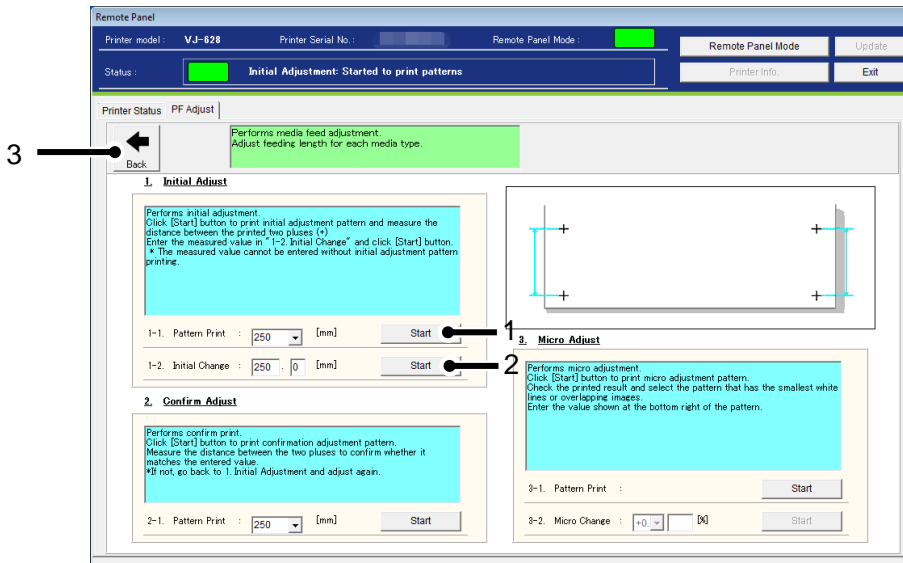 Remote Panel
Printer model : VJ-628 Printer Serial No. : Remote Panel Mode :
Remote Panel Mode Update
Status : Initial Adjustment: Started to print patterns
Printer Info. Exit
Printer Status PF Adjust
3
Back
Performs media feed adjustment.
Adjust feeding length for each media type.
1. Initial Adjust
Performs initial adjustment.
Click [Start] button to print initial adjustment pattern and measure the
distance between the printed two pluses (+)
Enter the measured value in "1-2. Initial Change" and click [Start] button.
* The measured value cannot be entered without initial adjustment pattern
printing.
1-1. Pattern Print : 250 [mm] Start 1
1-2. Initial Change : 250 . 0 [mm] Start 2
2. Confirm Adjust
Performs confirm print.
Click [Start] button to print confirmation adjustment pattern.
Measure the distance between the two pluses to confirm whether it
matches the entered value.
*If not, go back to 1. Initial Adjustment and adjust again.
2-1. Pattern Print : 250 [mm] Start
3. Micro Adjust
Performs micro adjustment.
Click [Start] button to print micro adjustment pattern.
Check the printed result and select the pattern that has the smallest white
lines or overlapping images.
Enter the value shown at the bottom right of the pattern.
3-1. Pattern Print : Start
3-2. Micro Change : +0. [%] Start